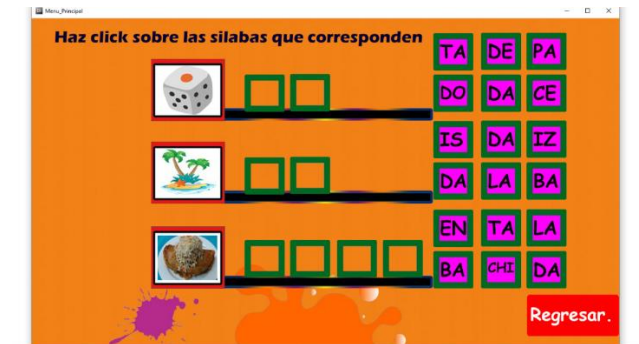 Menu_Principal
Haz click sobre las silabas que corresponden
TA DE PA
DO DA CE
IS DA IZ
DA LA BA
EN TA LA
BA CHI DA
Regresar.